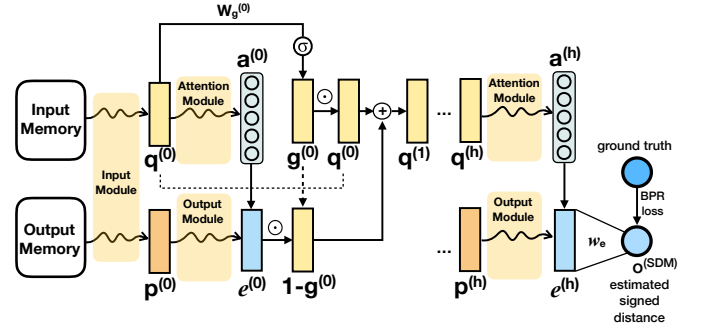 W_g^(0)
σ
a^(0)
a^(h)
Input
Memory
Attention
Module
⊙
+
...
Attention
Module
q^(0)
g^(0)
q^(0)
q^(1)
q^(h)
ground truth
Input
Module
BPR
loss
Output
Memory
Output
Module
⊙
...
Output
Module
w_e
p^(0)
e^(0)
1-g^(0)
p^(h)
e^(h)
o^(SDM)
estimated
signed
distance